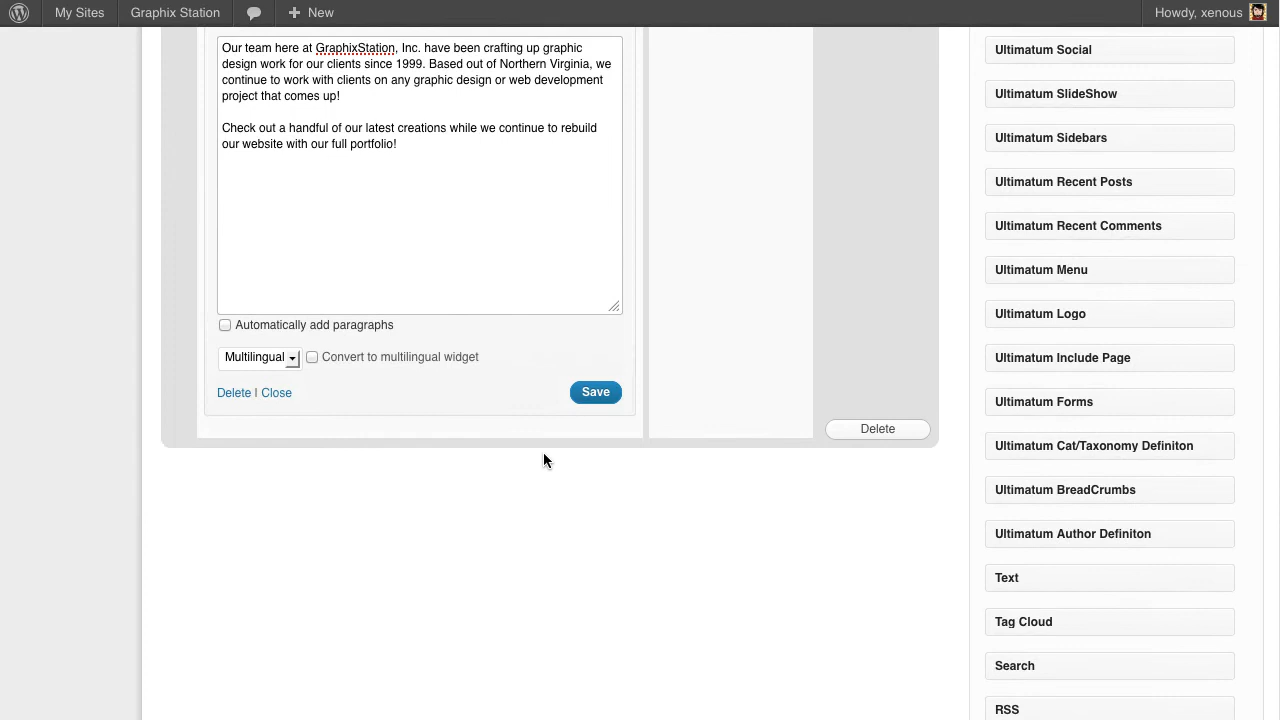 My Sites
Graphix Station
New
Howdy, xenous
Our team here at GraphixStation, Inc. have been crafting up graphic
design work for our clients since 1999. Based out of Northern Virginia, we
continue to work with clients on any graphic design or web development
project that comes up!
Check out a handful of our latest creations while we continue to rebuild
our website with our full portfolio!
Automatically add paragraphs
Multilingual
Convert to multilingual widget
Delete | Close
Save
Delete
Ultimatum Social
Ultimatum SlideShow
Ultimatum Sidebars
Ultimatum Recent Posts
Ultimatum Recent Comments
Ultimatum Menu
Ultimatum Logo
Ultimatum Include Page
Ultimatum Forms
Ultimatum Cat/Taxonomy Definiton
Ultimatum BreadCrumbs
Ultimatum Author Definiton
Text
Tag Cloud
Search
RSS